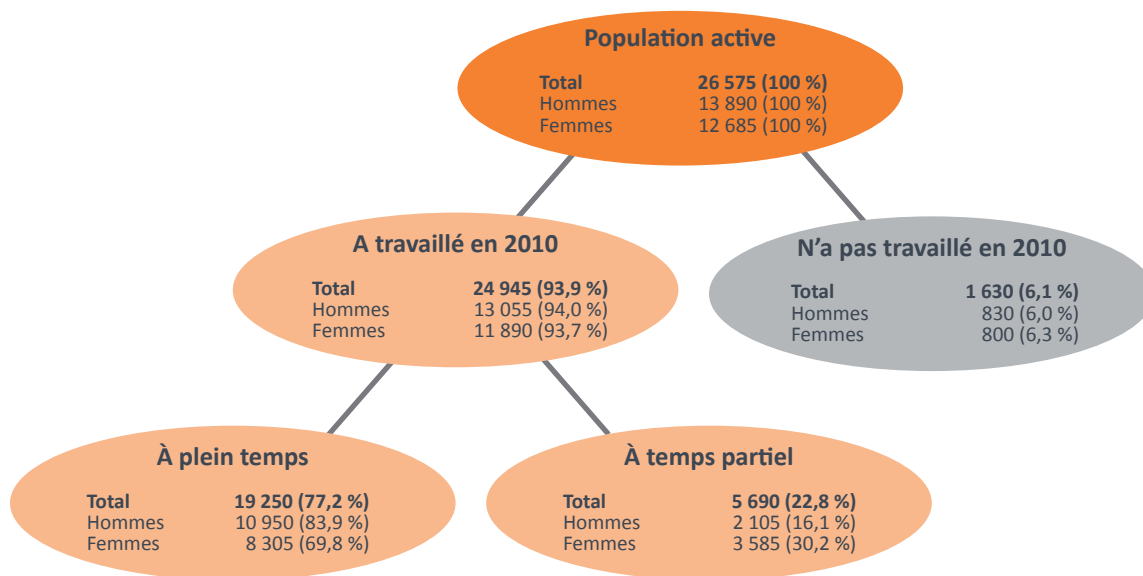 Population active
Total 26 575 (100 %)
Hommes 13 890 (100 %)
Femmes 12 685 (100 %)
A travaillé en 2010
Total 24 945 (93,9 %)
Hommes 13 055 (94,0 %)
Femmes 11 890 (93,7 %)
N'a pas travaillé en 2010
Total 1 630 (6,1 %)
Hommes 830 (6,0 %)
Femmes 800 (6,3 %)
À plein temps
Total 19 250 (77,2 %)
Hommes 10 950 (83,9 %)
Femmes 8 305 (69,8 %)
À temps partiel
Total 5 690 (22,8 %)
Hommes 2 105 (16,1 %)
Femmes 3 585 (30,2 %)